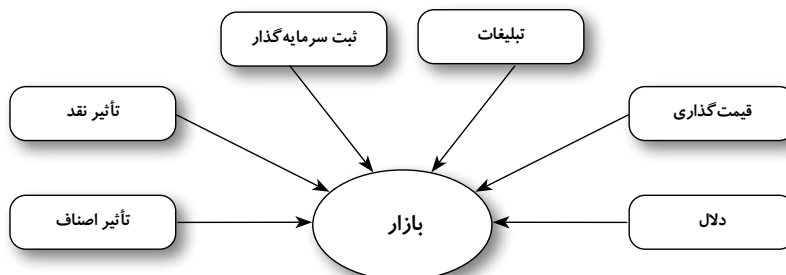 ثبت سرمایه‌گذار
تبلیغات
تأثیر نقد
قیمت‌گذاری
تأثیر اصناف
بازار
دلال